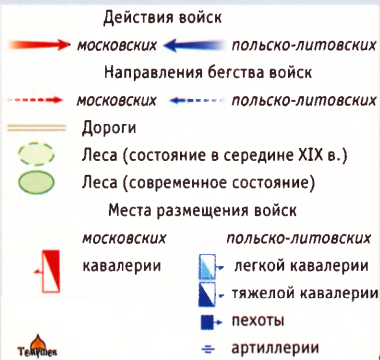 Действия войск
московских польско-литовских
Направления бегства войск
московских польско-литовских
Дороги
Леса (состояние в середине XIX в.)
Леса (современное состояние)
Места размещения войск
московских польско-литовских
кавалерии легкой кавалерии
тяжелой кавалерии
пехоты
артиллерии
Темушев